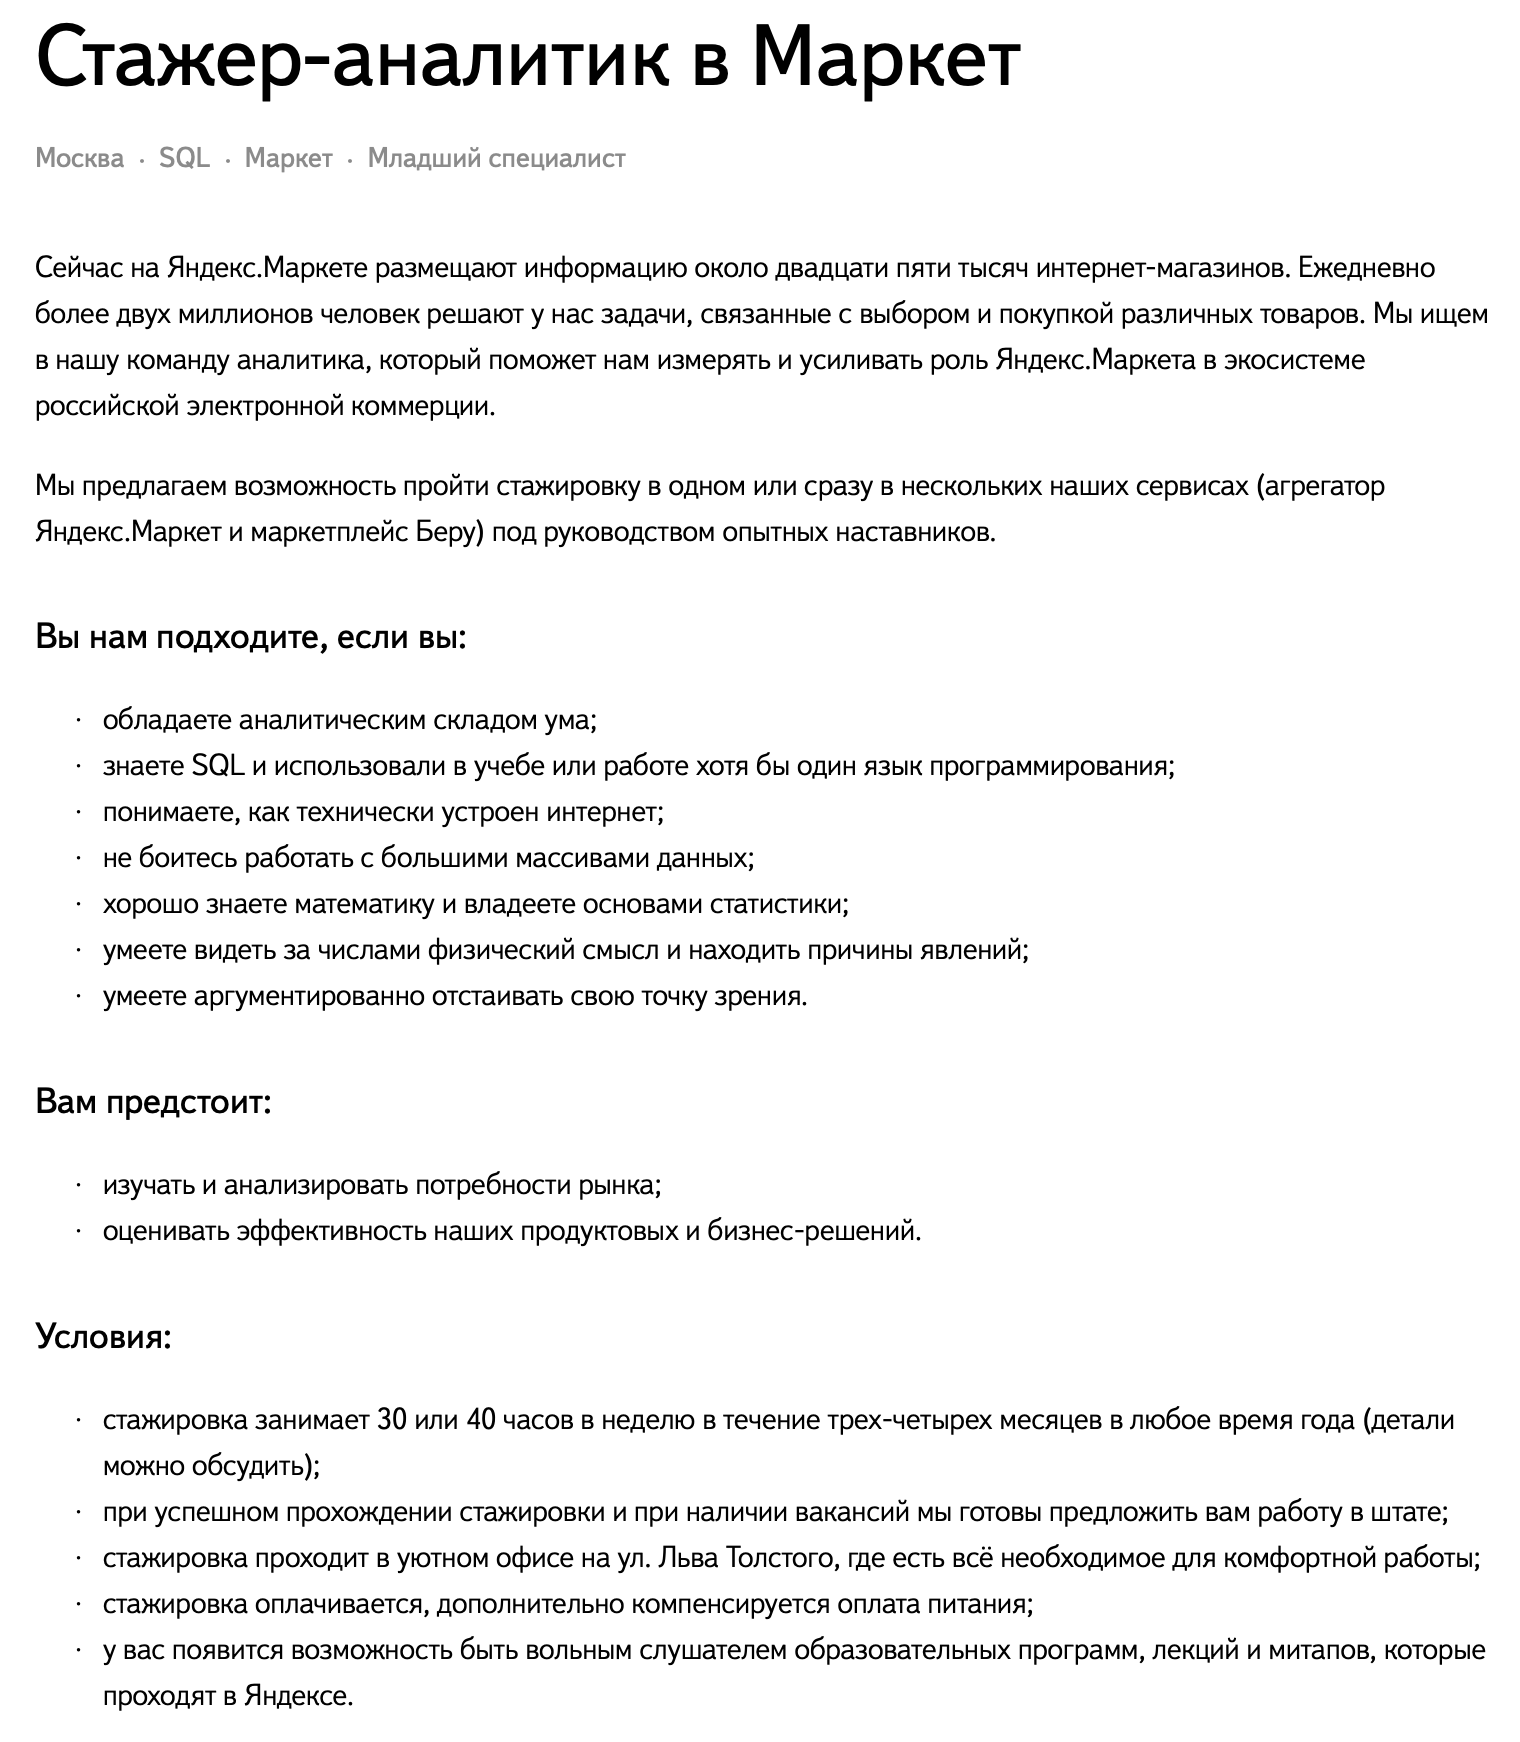 Стажер-аналитик в Маркет
Москва · SQL · Маркет · Младший специалист
Сейчас на Яндекс.Маркете размещают информацию около двадцати пяти тысяч интернет-магазинов. Ежедневно
более двух миллионов человек решают у нас задачи, связанные с выбором и покупкой различных товаров. Мы ищем
в нашу команду аналитика, который поможет нам измерять и усиливать роль Яндекс.Маркета в экосистеме
российской электронной коммерции.
Мы предлагаем возможность пройти стажировку в одном или сразу в нескольких наших сервисах (агрегатор
Яндекс.Маркет и маркетплейс Беру) под руководством опытных наставников.
Вы нам подходите, если вы:
· обладаете аналитическим складом ума;
· знаете SQL и использовали в учебе или работе хотя бы один язык программирования;
· понимаете, как технически устроен интернет;
· не боитесь работать с большими массивами данных;
· хорошо знаете математику и владеете основами статистики;
· умеете видеть за числами физический смысл и находить причины явлений;
· умеете аргументированно отстаивать свою точку зрения.
Вам предстоит:
· изучать и анализировать потребности рынка;
· оценивать эффективность наших продуктовых и бизнес-решений.
Условия:
· стажировка занимает 30 или 40 часов в неделю в течение трех-четырех месяцев в любое время года (детали
можно обсудить);
· при успешном прохождении стажировки и при наличии вакансий мы готовы предложить вам работу в штате;
· стажировка проходит в уютном офисе на ул. Льва Толстого, где есть всё необходимое для комфортной работы;
· стажировка оплачивается, дополнительно компенсируется оплата питания;
· у вас появится возможность быть вольным слушателем образовательных программ, лекций и митапов, которые
проходят в Яндексе.